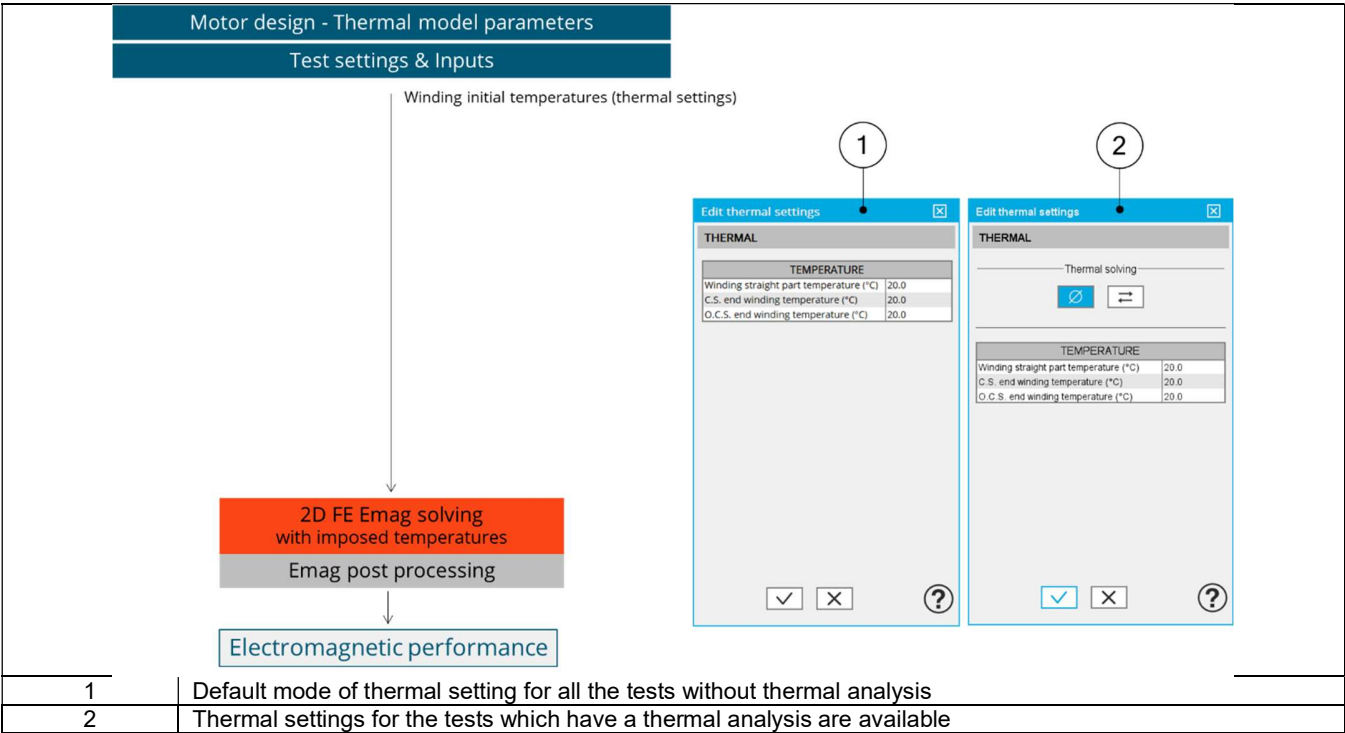 Motor design - Thermal model parameters
Test settings & Inputs
Winding initial temperatures (thermal settings)
1
2
Edit thermal settings
THERMAL
TEMPERATURE
Winding straight part temperature (°C) 20.0
C.S. end winding temperature (°C) 20.0
O.C.S. end winding temperature (°C) 20.0
?
Edit thermal settings
THERMAL
Thermal solving
TEMPERATURE
Winding straight part temperature (°C) 20.0
C.S. end winding temperature (°C) 20.0
O.C.S. end winding temperature (°C) 20.0
?
2D FE Emag solving
with imposed temperatures
Emag post processing
Electromagnetic performance
1 Default mode of thermal setting for all the tests without thermal analysis
2 Thermal settings for the tests which have a thermal analysis are available